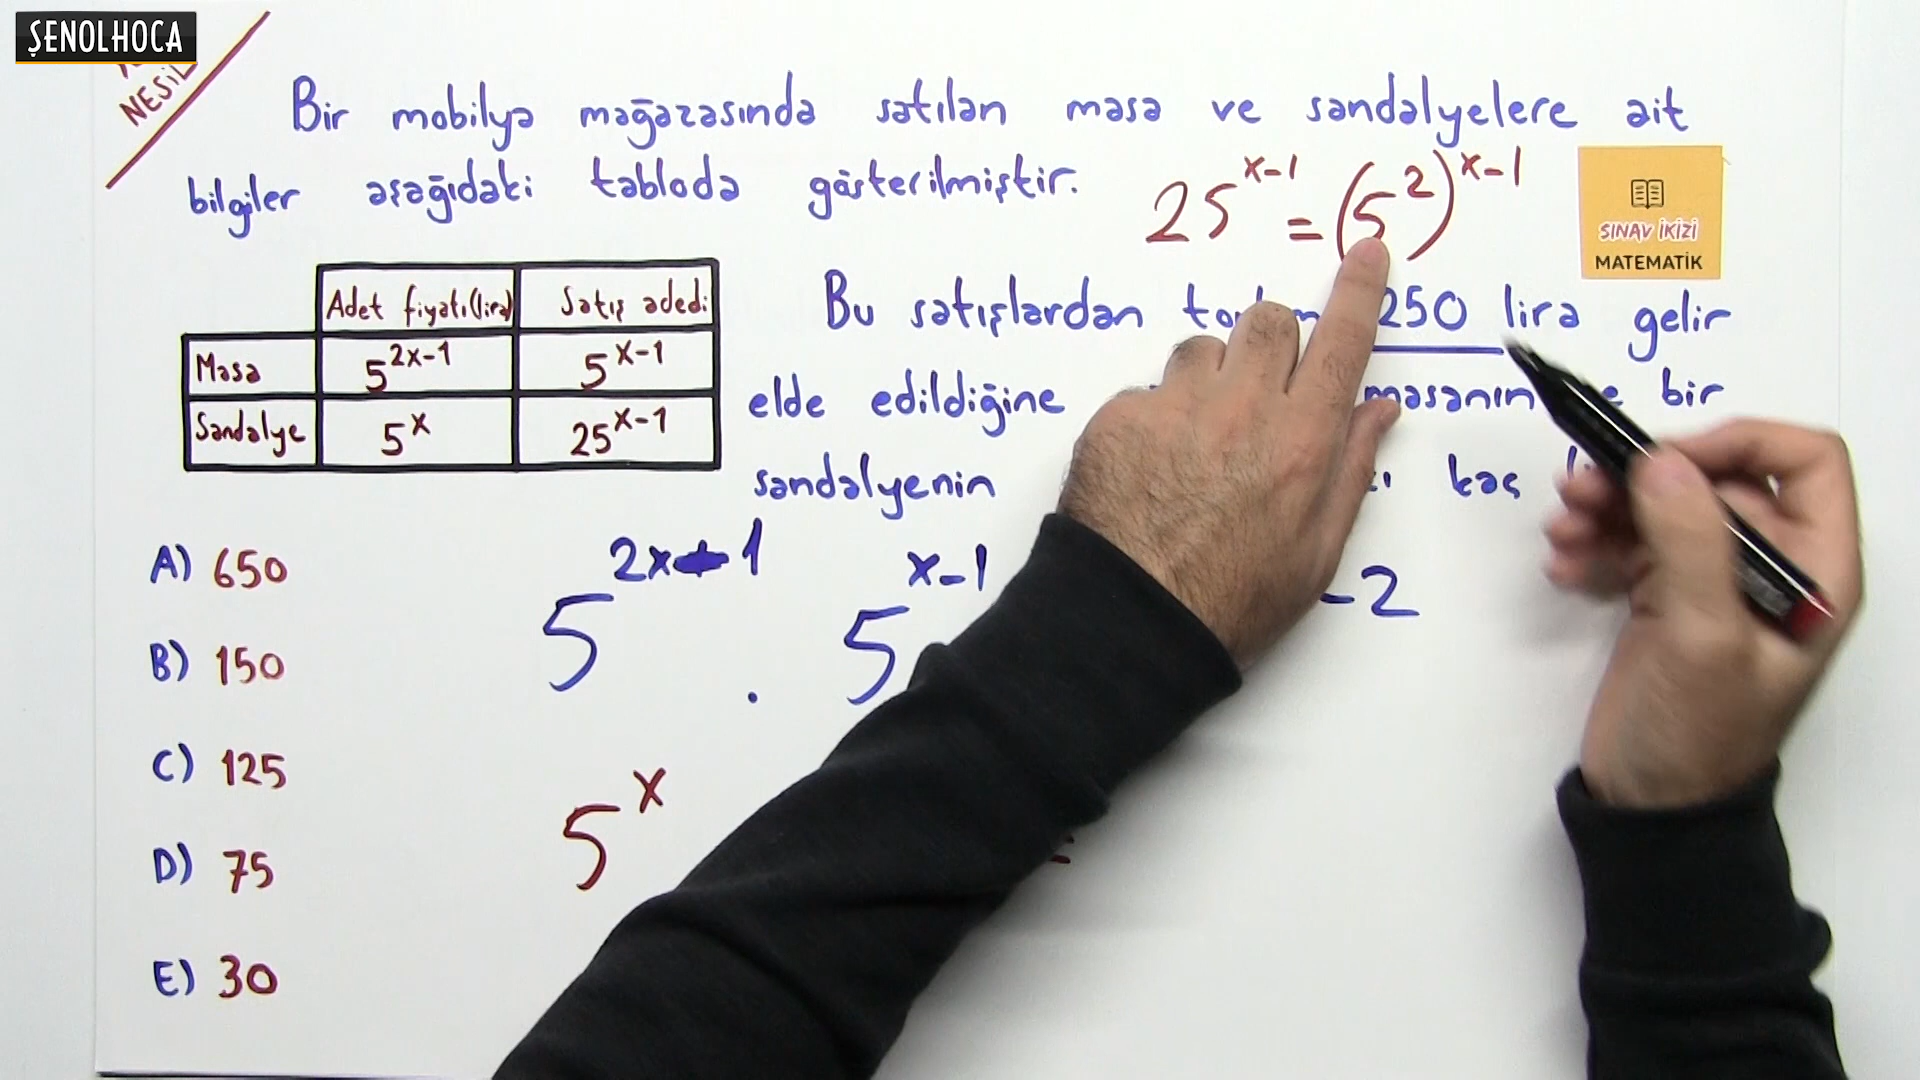 ŞENOLHOCA
NESİL
Bir mobilya mağazasında satılan masa ve sandalyelere ait
bilgiler aşağıdaki tabloda gösterilmiştir.
25^x-1 = (5^2)^x-1
SINAV İKİZİ
MATEMATİK
Adet fiyatı(lira) Satış adedi
Masa 5^2x-1 5^x-1
Sandalye 5^x 25^x-1
Bu satışlardan 250 lira gelir
elde edildiğine masanın bir
sandalyenin kaç
A) 650
B) 150
C) 125
D) 75
E) 30
5^2x-1 . 5^x-1 - 2
5^x =